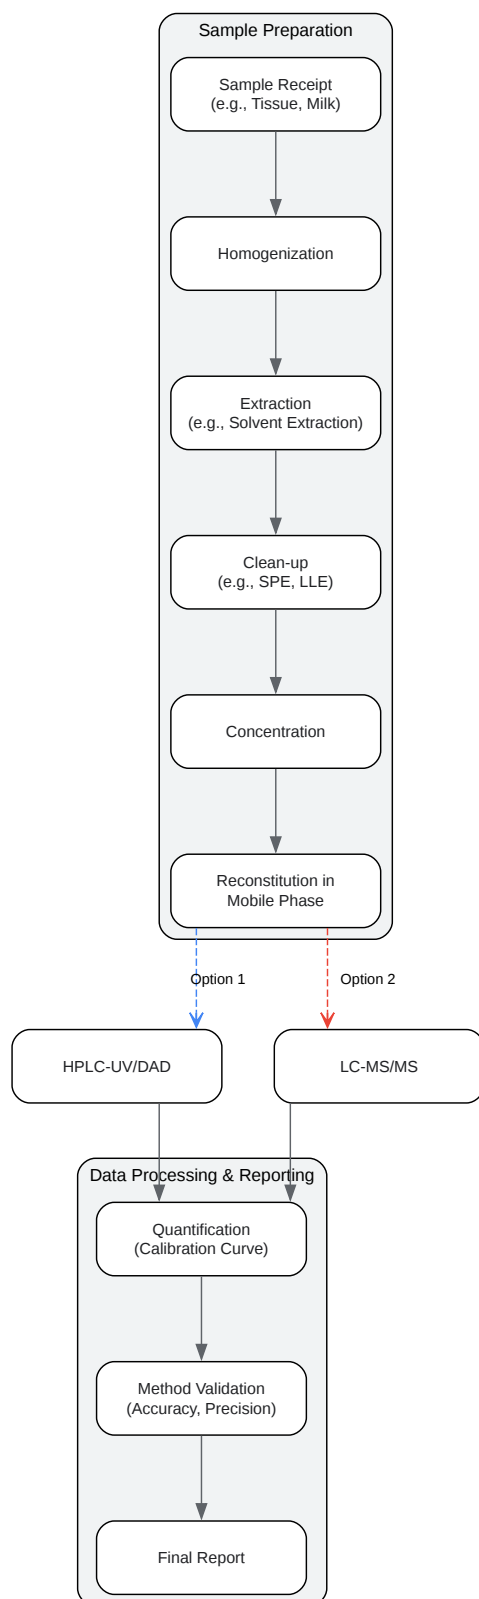 Sample Preparation
Sample Receipt
(e.g., Tissue, Milk)
Homogenization
Extraction
(e.g., Solvent Extraction)
Clean-up
(e.g., SPE, LLE)
Concentration
Reconstitution in
Mobile Phase
Option 1
Option 2
HPLC-UV/DAD
LC-MS/MS
Data Processing & Reporting
Quantification
(Calibration Curve)
Method Validation
(Accuracy, Precision)
Final Report